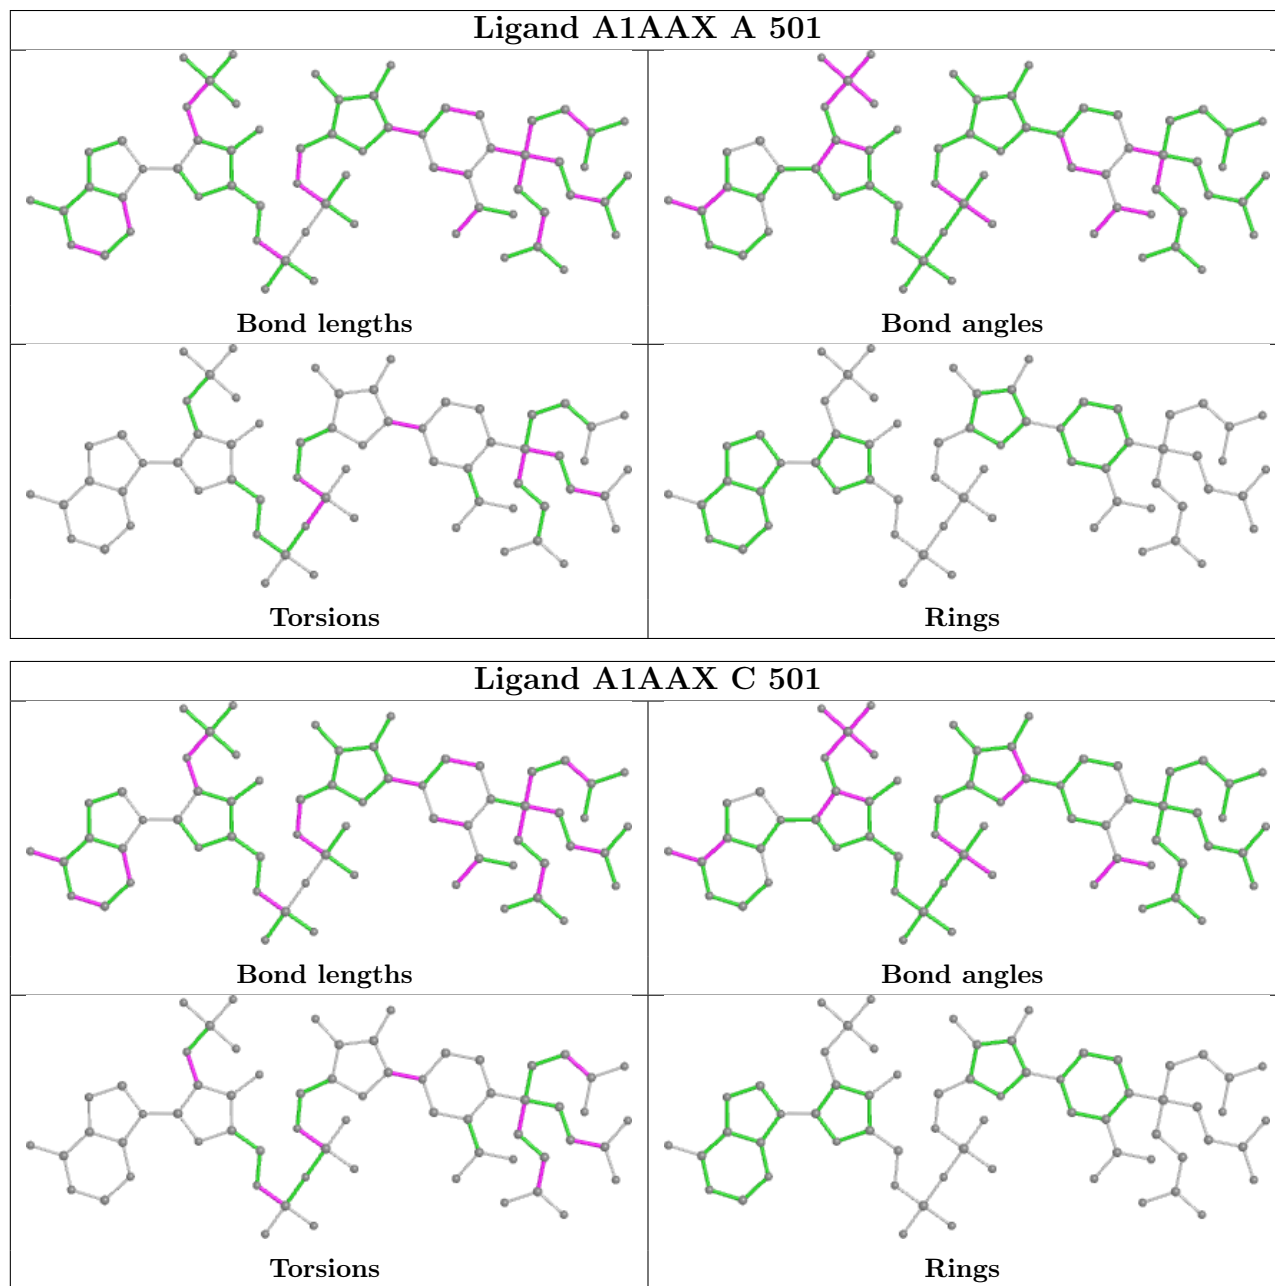 Ligand A1AAX A 501
Bond lengths
Bond angles
Torsions
Rings
Ligand A1AAX C 501
Bond lengths
Bond angles
Torsions
Rings